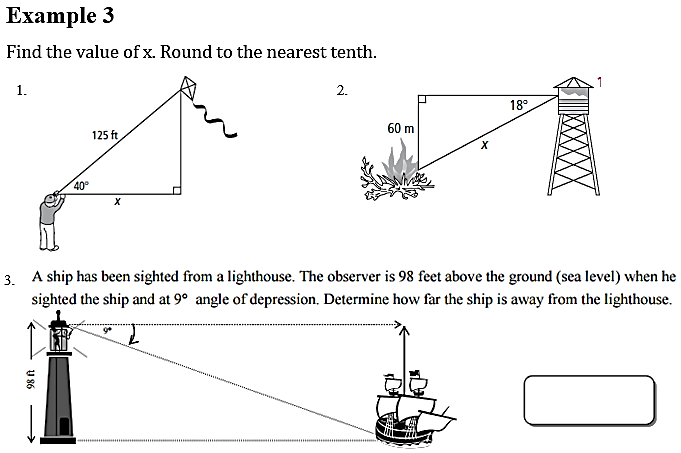 Example 3
Find the value of x. Round to the nearest tenth.
1.
125 ft
40°
x
2.
1
18°
60 m
x
3. A ship has been sighted from a lighthouse. The observer is 98 feet above the ground (sea level) when he
sighted the ship and at 9° angle of depression. Determine how far the ship is away from the lighthouse.
9°
98 ft